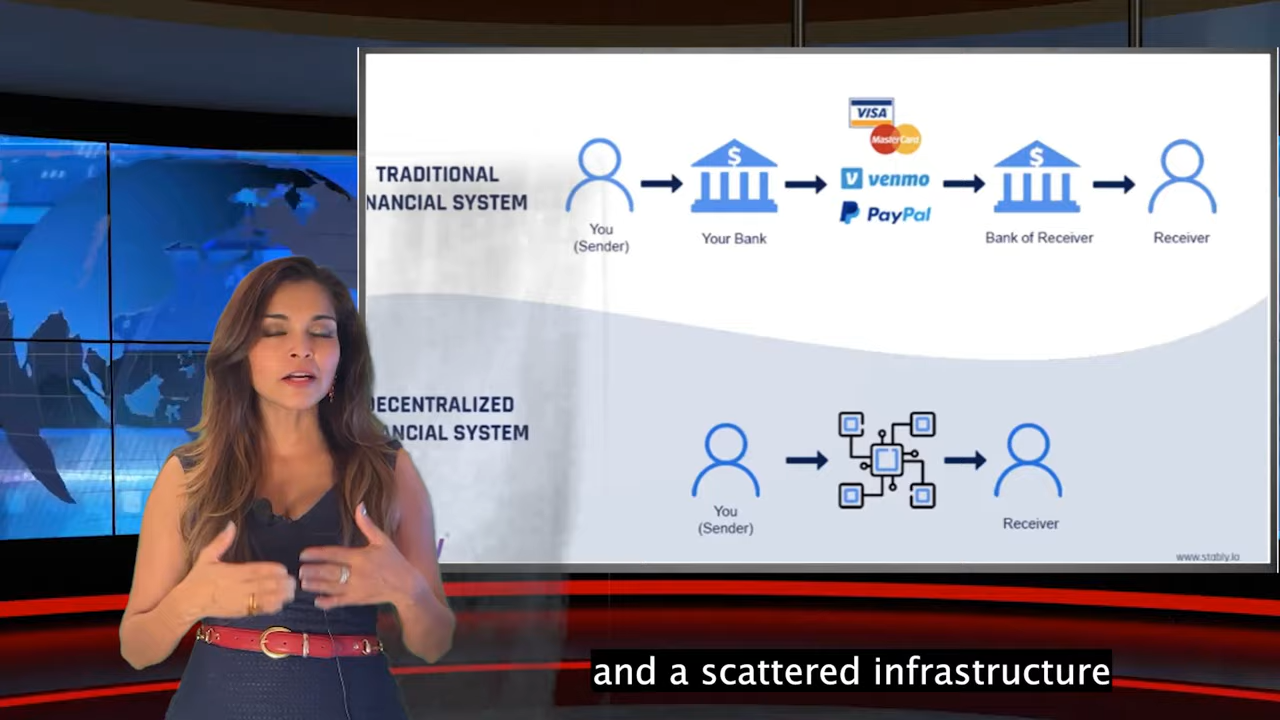 VISA
MasterCard
TRADITIONAL
NANCIAL SYSTEM
venmo
PayPal
You
(Sender)
Your Bank
Bank of Receiver
Receiver
DECENTRALIZED
ANCIAL SYSTEM
You
(Sender)
Receiver
www.stably.io
and a scattered infrastructure